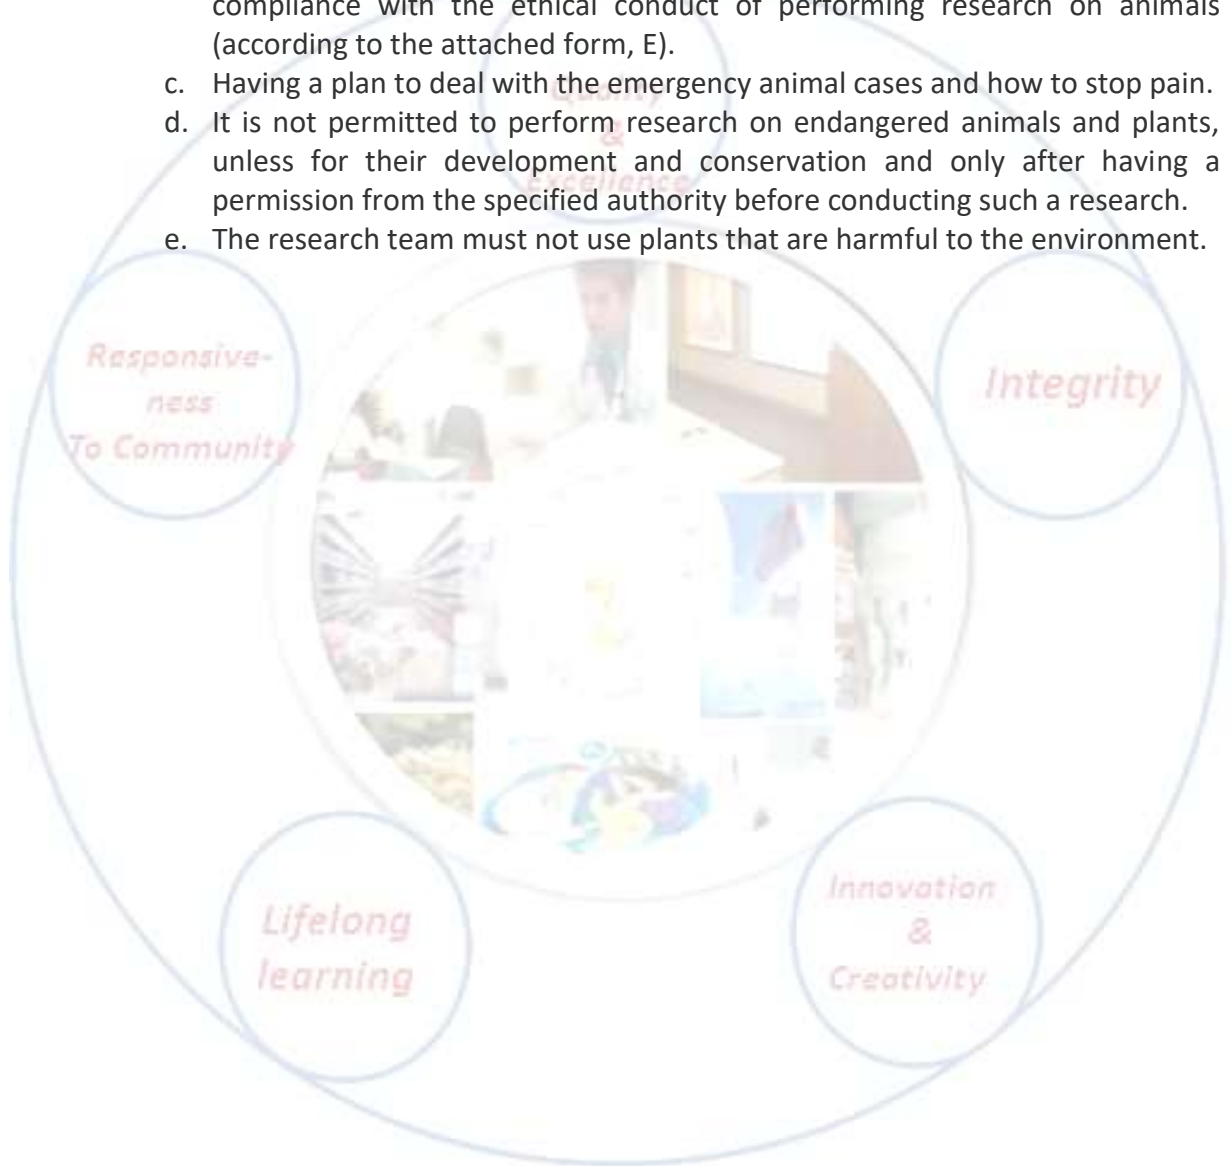 compliance with the ethical conduct of performing research on animals
(according to the attached form, E).
c. Having a plan to deal with the emergency animal cases and how to stop pain.
d. It is not permitted to perform research on endangered animals and plants,
unless for their development and conservation and only after having a
permission from the specified authority before conducting such a research.
e. The research team must not use plants that are harmful to the environment.
Quality
&
Excellence
Responsive-
ness
To Community
Integrity
Lifelong
learning
Innovation
&
Creativity